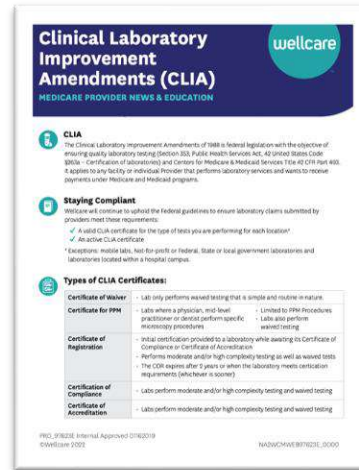 Clinical Laboratory
Improvement
Amendments (CLIA)
wellcare
MEDICARE PROVIDER NEWS & EDUCATION
CLIA
The Clinical Laboratory Improvement Amendments of 1988 is federal legislation with the objective of
ensuring quality laboratory testing (Section 353, Public Health Services Act, 42 United States Code
§263a – Certification of laboratories) and Centers for Medicare & Medicaid Services Title 42 CFR Part 493.
It applies to any facility or individual Provider that performs laboratory services and wants to receive
payments under Medicare and Medicaid programs.
Staying Compliant
Wellcare will continue to uphold the federal guidelines to ensure laboratory claims submitted by
providers meet these requirements:
✓ A valid CLIA certificate for the type of tests you are performing for each location*
✓ An active CLIA certificate
* Exceptions: mobile labs, Not-for-profit or Federal, State or local government laboratories and
laboratories located within a hospital campus.
Types of CLIA Certificates:
Certificate of Waiver
- Lab only performs waived testing that is simple and routine in nature.
Certificate for PPM
- Labs where a physician, mid-level
practitioner or dentist perform specific
microscopy procedures
- Limited to PPM Procedures
- Labs also perform
waived testing
Certificate of
Registration
- Initial certification provided to a laboratory while awaiting its Certificate of
Compliance or Certificate of Accreditation
- Performs moderate and/or high complexity testing as well as waived tests
- The COR expires after 2 years or when the laboratory meets certication
requirements (whichever is sooner)
Certification of
Compliance
- Labs perform moderate and/or high complexity testing and waived testing
Certificate of
Accreditation
- Labs perform moderate and/or high complexity testing and waived testing
Internal Approved
©Wellcare 2022